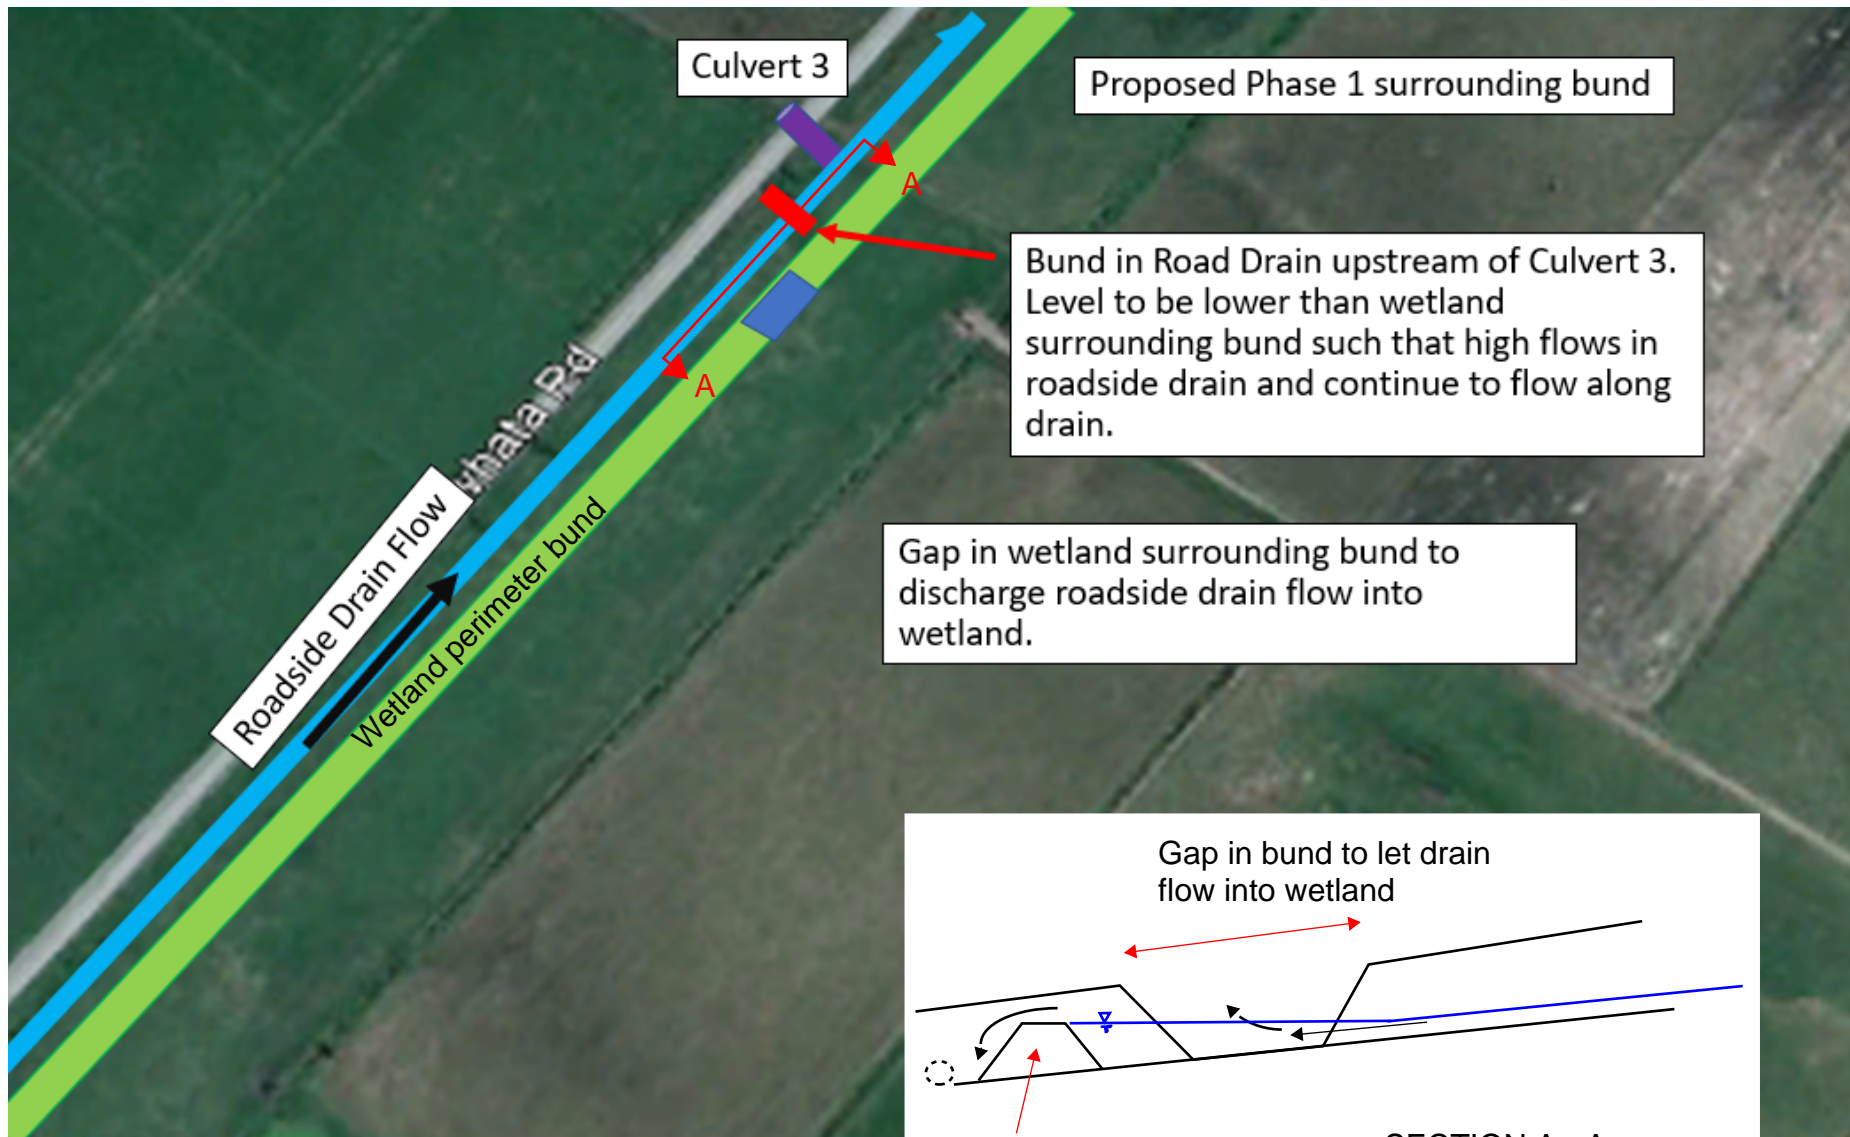 Culvert 3
Proposed Phase 1 surrounding bund
A
Bund in Road Drain upstream of Culvert 3.
Level to be lower than wetland
surrounding bund such that high flows in
roadside drain and continue to flow along
drain.
A
Rd
Roadside Drain Flow
Wetland perimeter bund
Gap in wetland surrounding bund to
discharge roadside drain flow into
wetland.
Gap in bund to let drain
flow into wetland
SECTION A - A